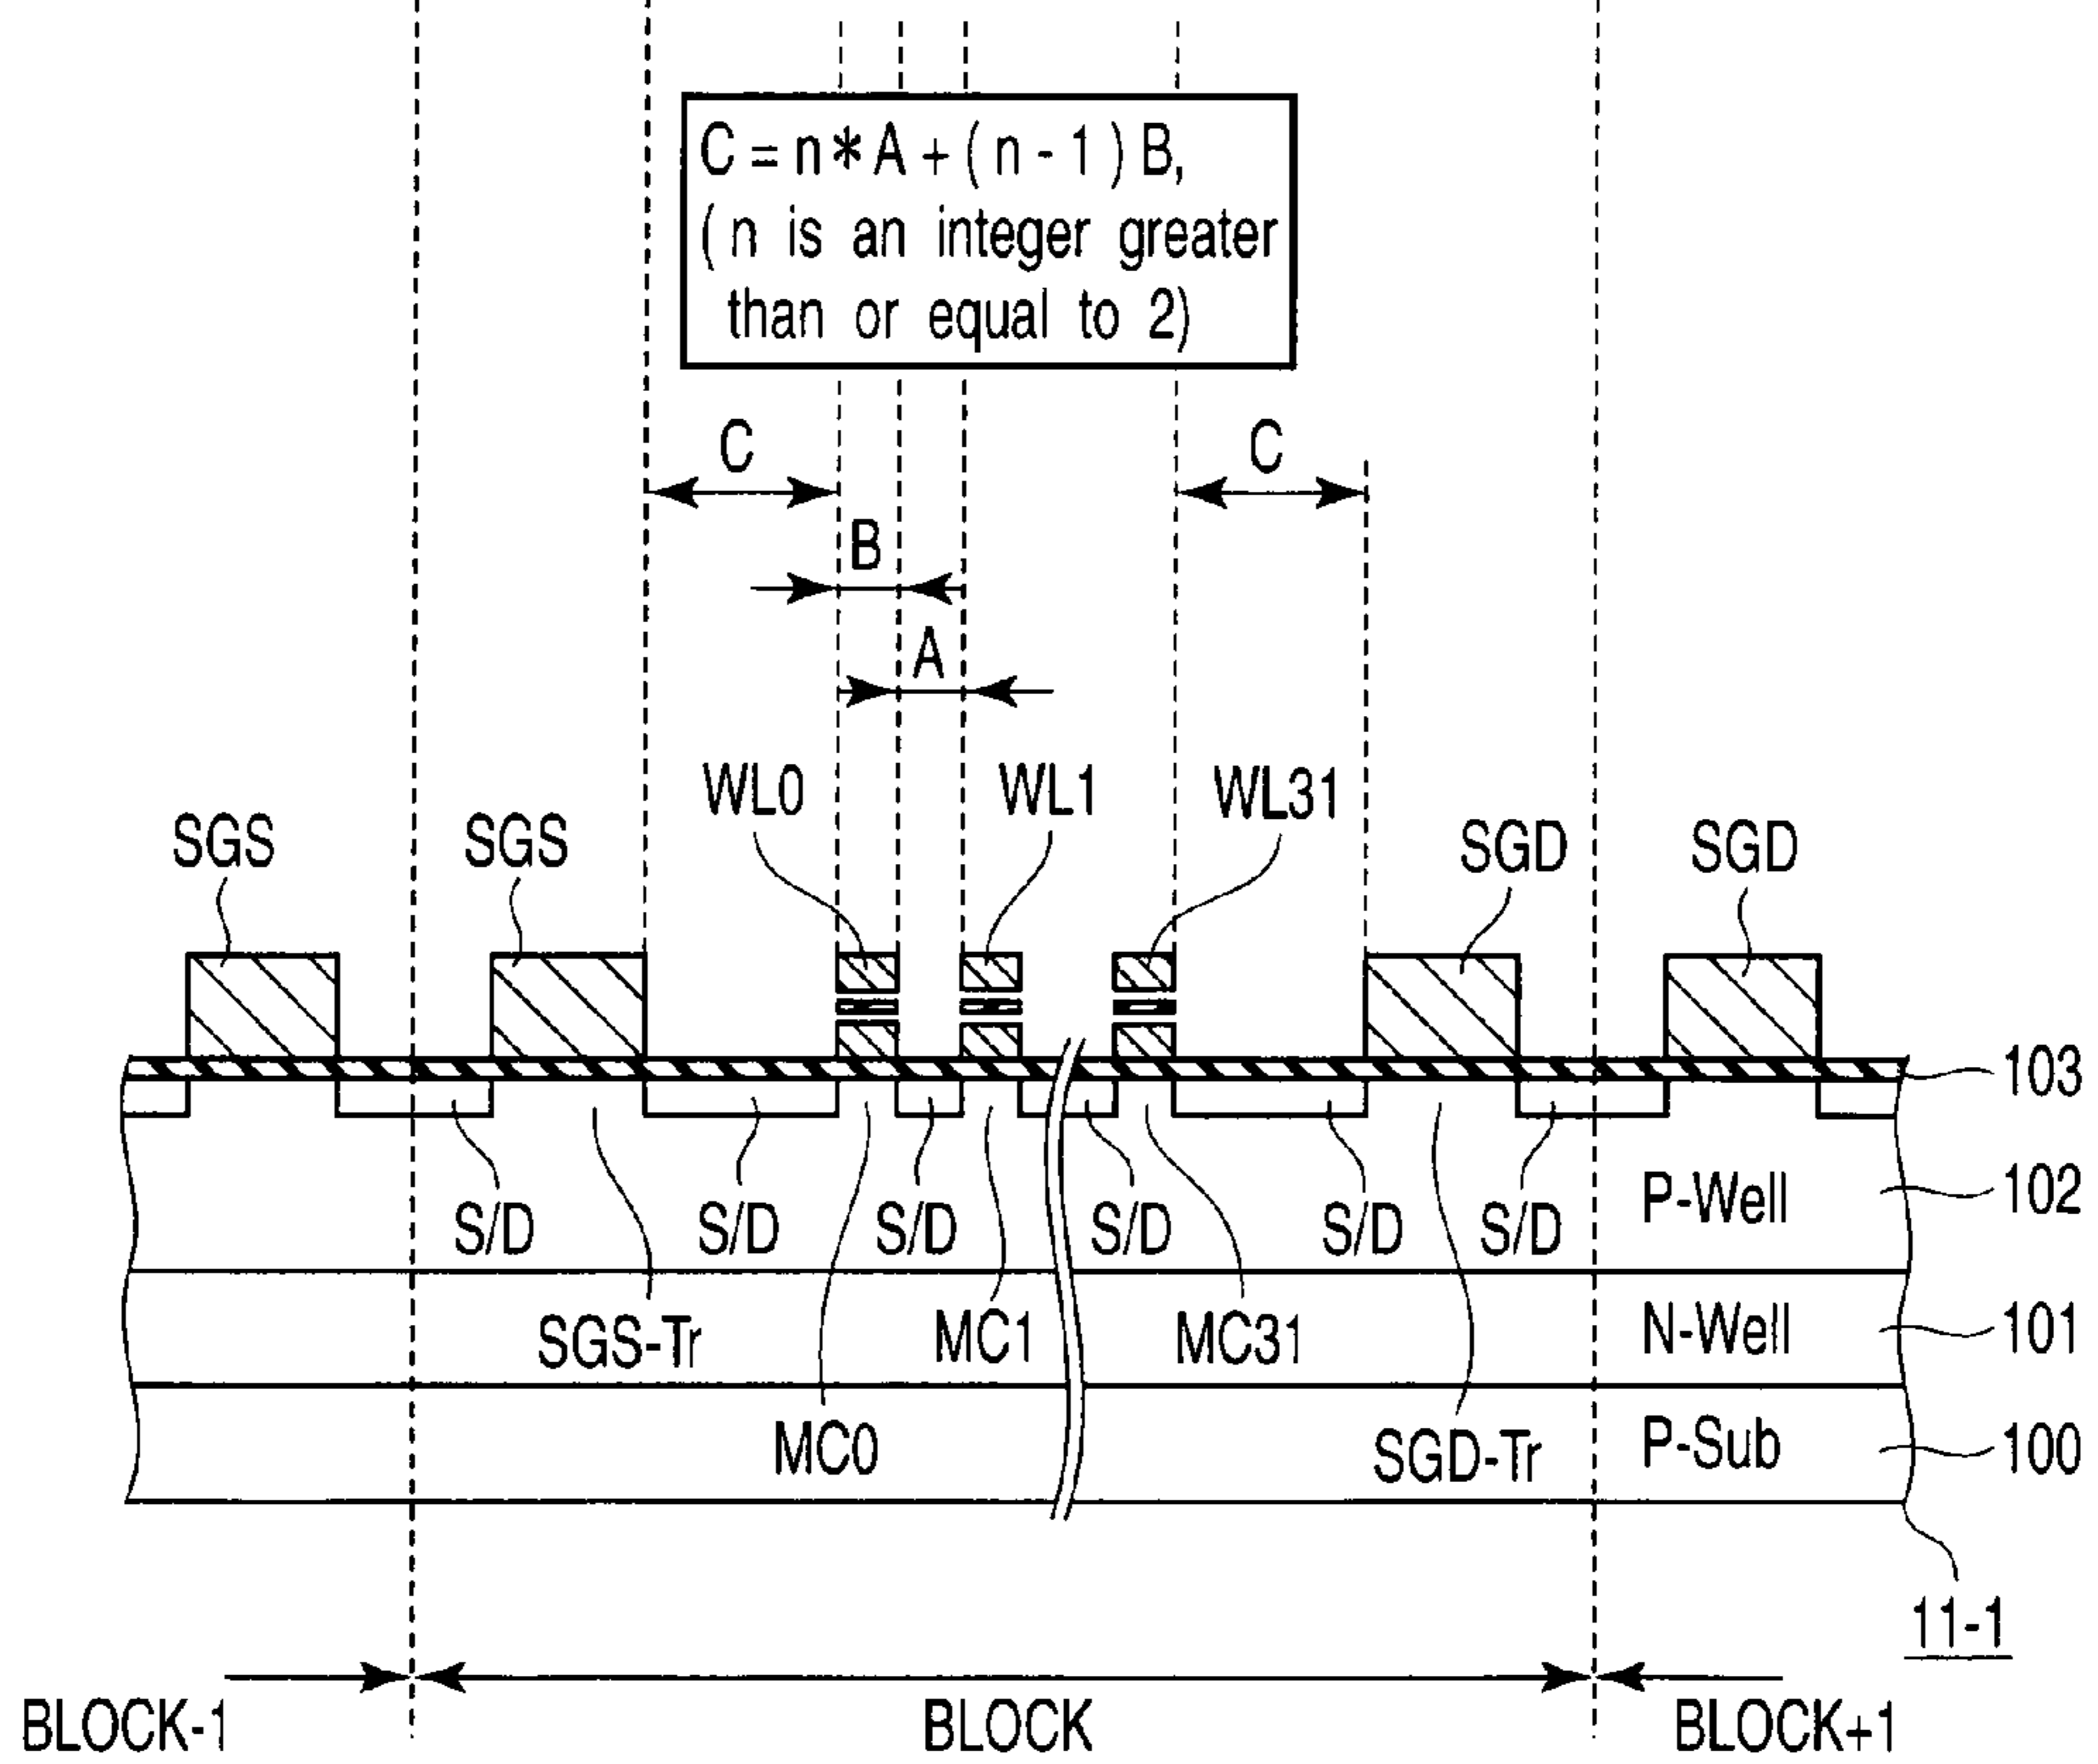 C = n * A + ( n - 1 ) B,
( n is an integer greater
than or equal to 2)
C
C
B
A
WL0
WL1
WL31
SGS
SGS
SGD
SGD
103
S/D
S/D
S/D
S/D
S/D
S/D
P-Well
102
SGS-Tr
MC1
MC31
N-Well
101
MC0
SGD-Tr
P-Sub
100
11-1
BLOCK-1
BLOCK
BLOCK+1